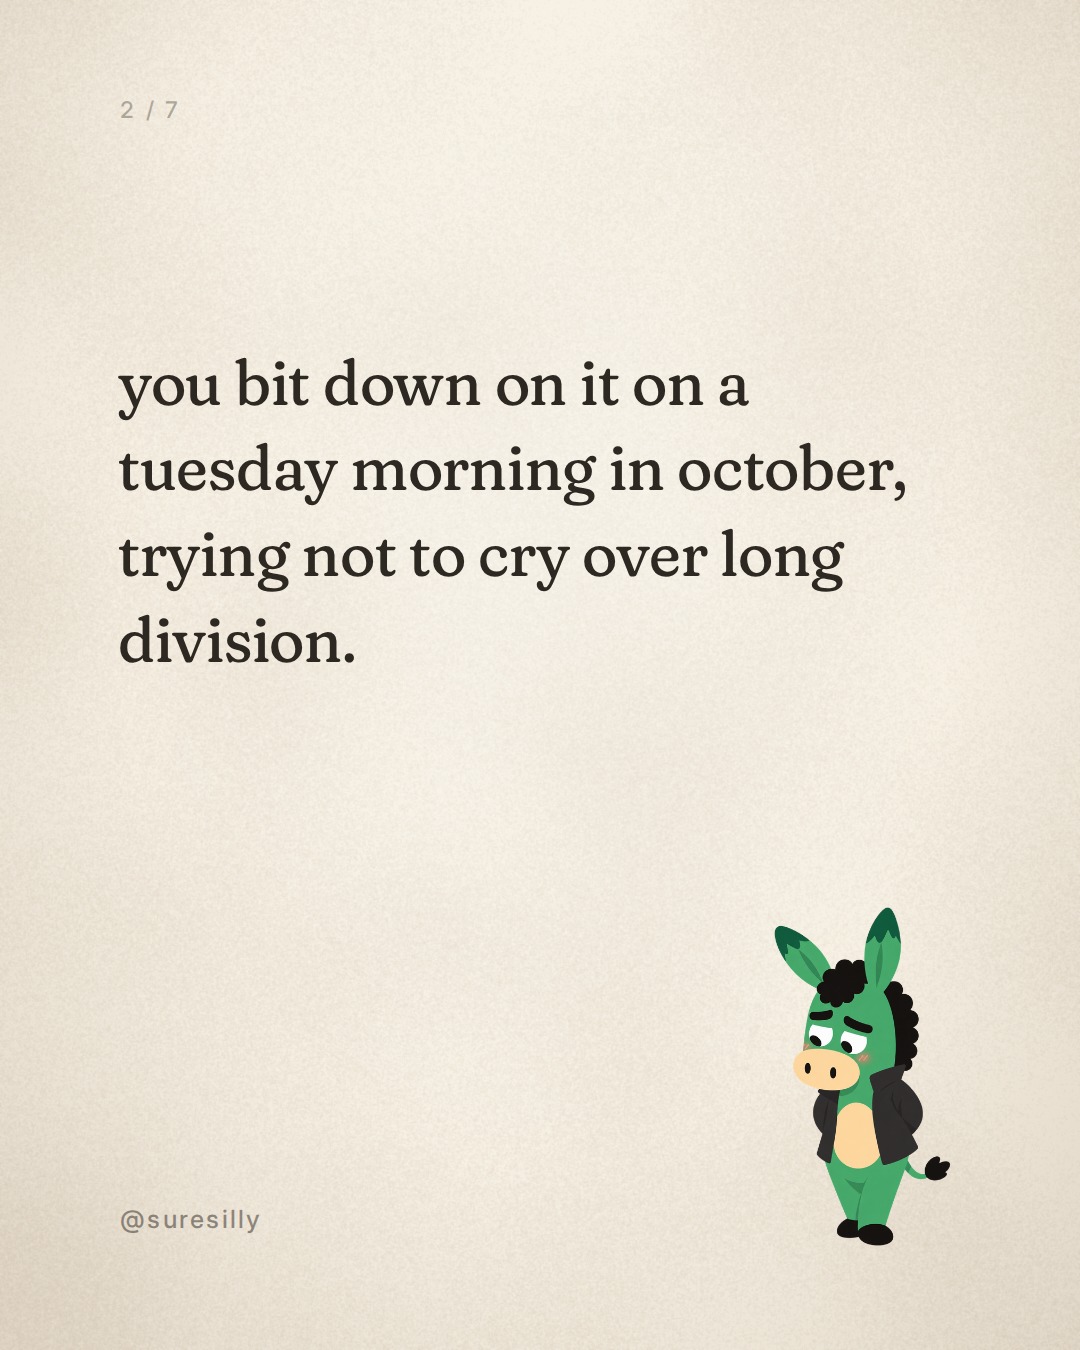 2 / 7
you bit down on it on a
tuesday morning in october,
trying not to cry over long
division.
@suresilly